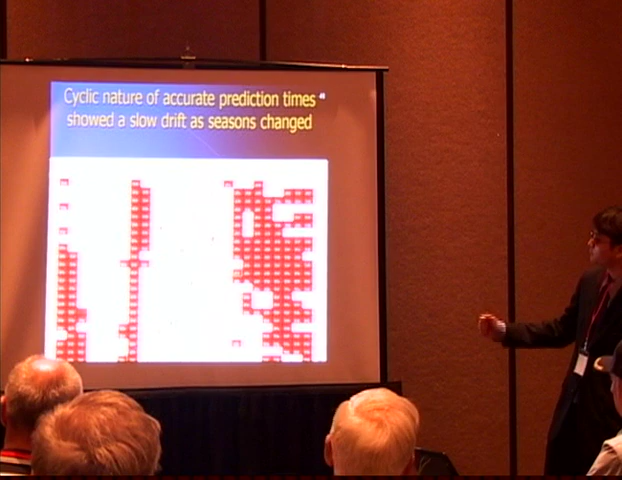 Cyclic nature of accurate prediction times
showed a slow drift as seasons changed